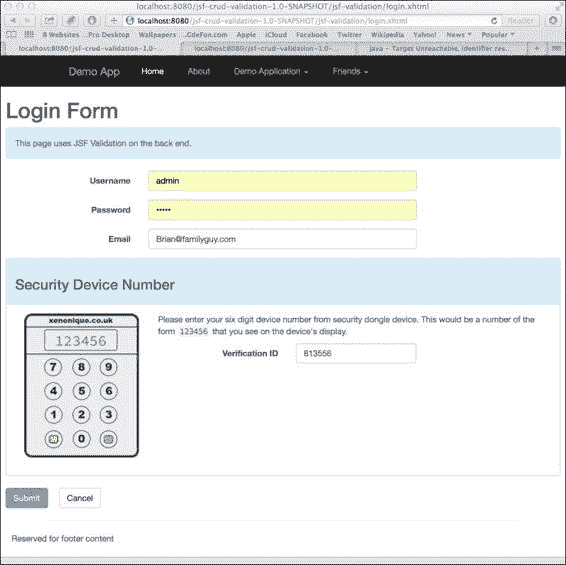 localhost:8080/jsf-crud-validation-1.0-SNAPSHOT/jsf-validation/login.xhtml
localhost:8080/jsf-crud-validation-1.0-SNAPSHOT/jsf-validation/login.xhtml Reader
8 Witnesses ...Pro Desktop Wallpapers ...GdeFon.com Apple iCloud Facebook Twitter Wikipedia Yahoo! News Popular
localhost:8080/jsf-crud-validation-1.0-... localhost:8080/jsf-crud-validation-1.0-SNAPSHOT/j... java - Target Unreachable, identifier res...
Demo App Home About Demo Application Friends
Login Form
This page uses JSF Validation on the back end.
Username admin
Password •••••
Email Brian@familyguy.com
Security Device Number
xenonique.co.uk
123456
7 8 9
4 5 6
1 2 3
0
Please enter your six digit device number from security dongle device. This would be a number of the
form 123456 that you see on the device's display.
Verification ID 813556
Submit Cancel
Reserved for footer content